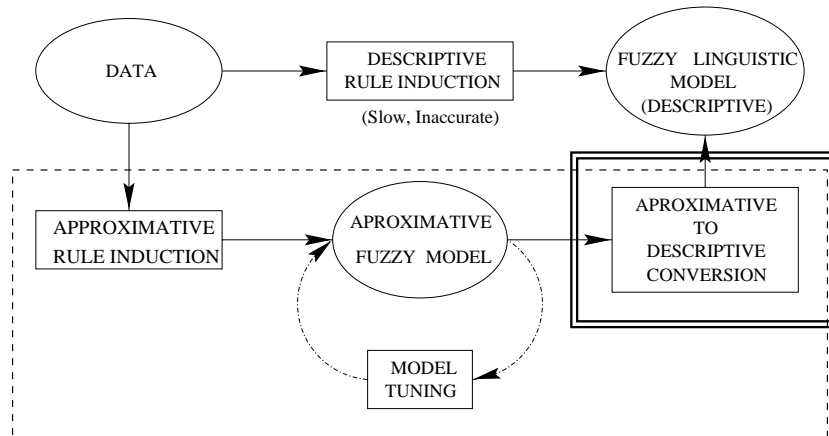 DATA
DESCRIPTIVE
RULE INDUCTION
(Slow, Inaccurate)
FUZZY LINGUISTIC
MODEL
(DESCRIPTIVE)
APPROXIMATIVE
RULE INDUCTION
APROXIMATIVE
FUZZY MODEL
APROXIMATIVE
TO
DESCRIPTIVE
CONVERSION
MODEL
TUNING